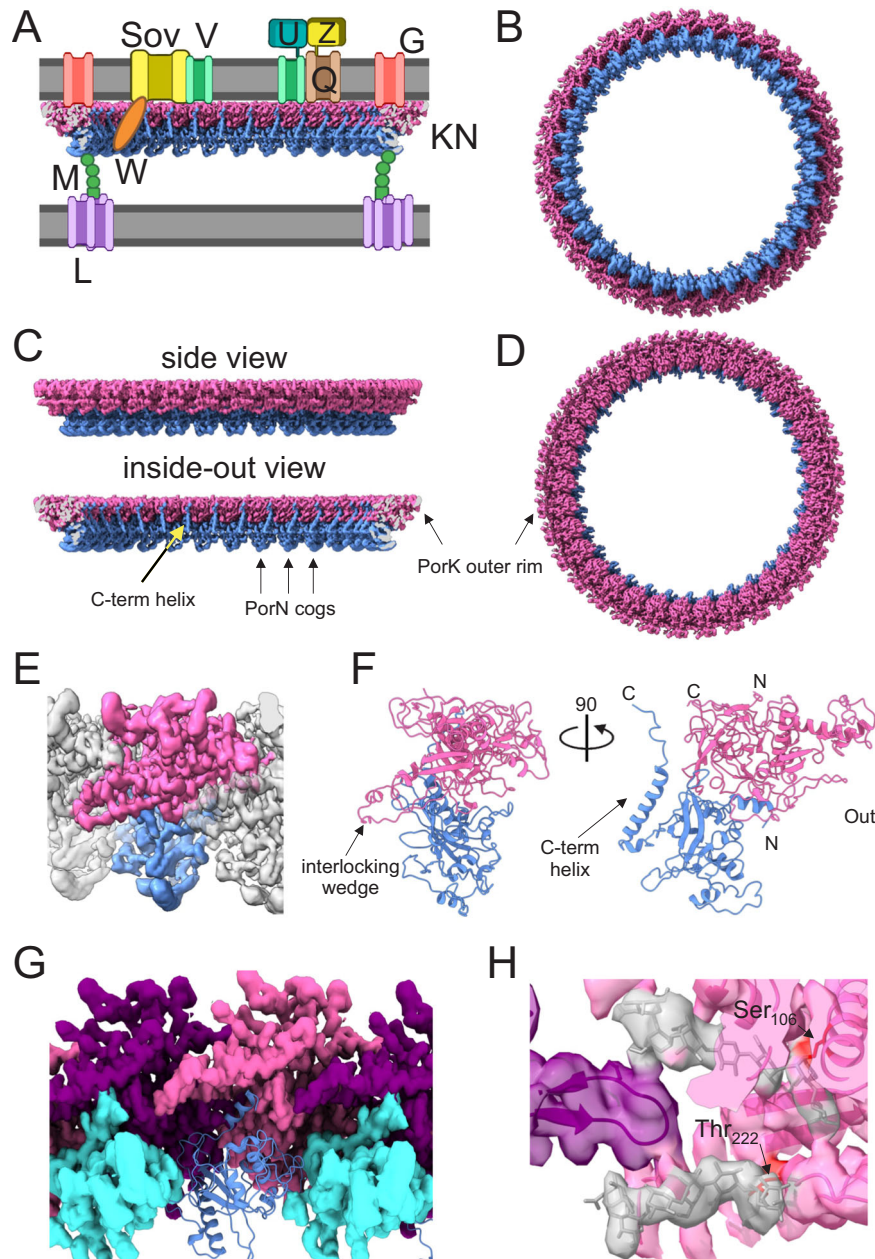 A
Sov
V
U
Z
Q
G
KN
M
W
L
B
C
side view
inside-out view
C-term helix
PorN cogs
PorK outer rim
D
E
F
interlocking
wedge
90
C
C
N
N
Out
C-term
helix
G
H
Ser106
Thr222